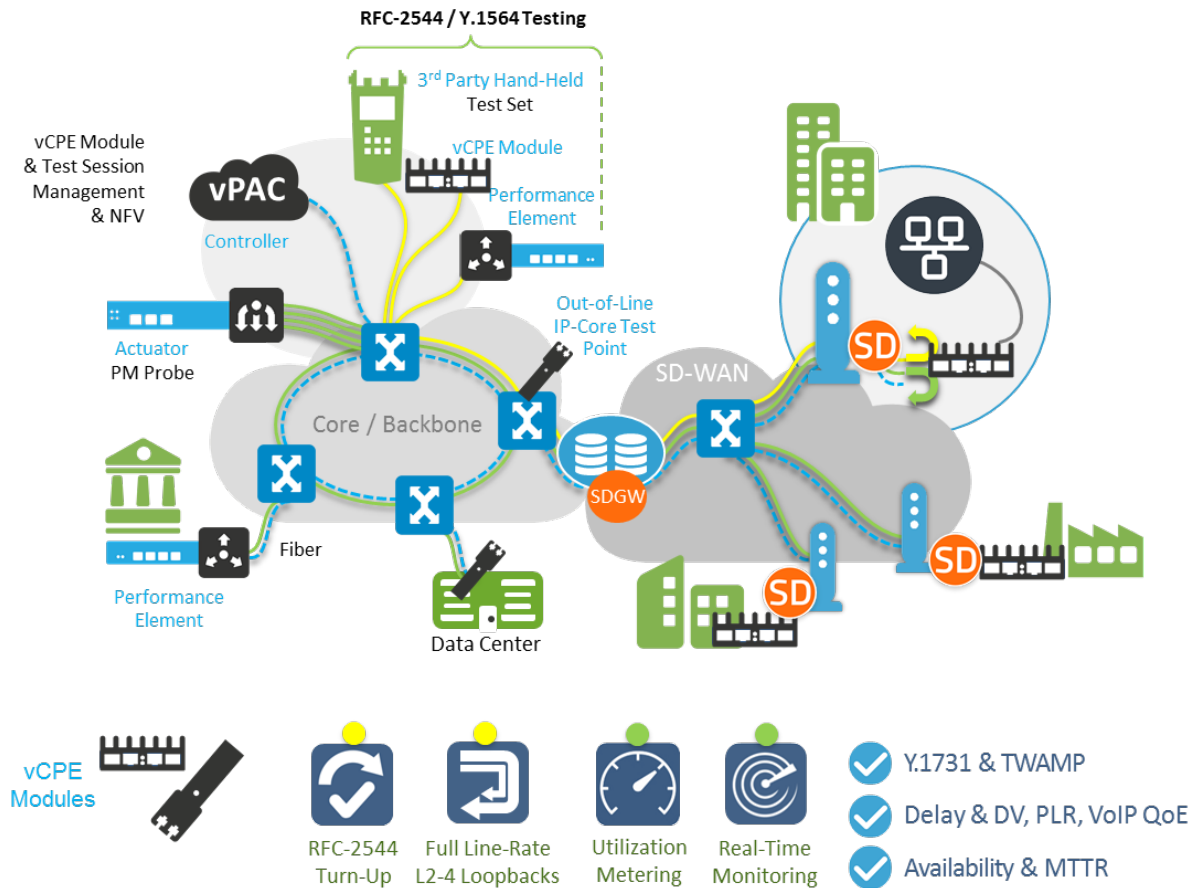 RFC-2544 / Y.1564 Testing
3rd Party Hand-Held
Test Set
vCPE Module
& Test Session
Management
& NFV
vCPE Module
vPAC
Performance
Element
Controller
Out-of-Line
IP-Core Test
Point
Actuator
PM Probe
SD
SD-WAN
Core / Backbone
SDGW
Fiber
SD
SD
Performance
Element
Data Center
vCPE
Modules
RFC-2544
Turn-Up
Full Line-Rate
L2-4 Loopbacks
Utilization
Metering
Real-Time
Monitoring
Y.1731 & TWAMP
Delay & DV, PLR, VoIP QoE
Availability & MTTR